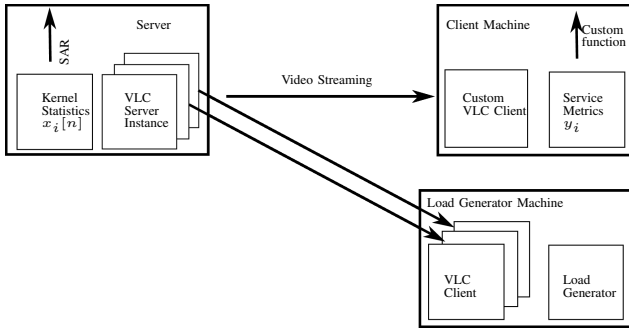 Server
SAR
Kernel
Statistics
x_i[n]
VLC
Server
Instance
Video Streaming
Client Machine
Custom
function
Custom
VLC Client
Service
Metrics
y_i
Load Generator Machine
VLC
Client
Load
Generator